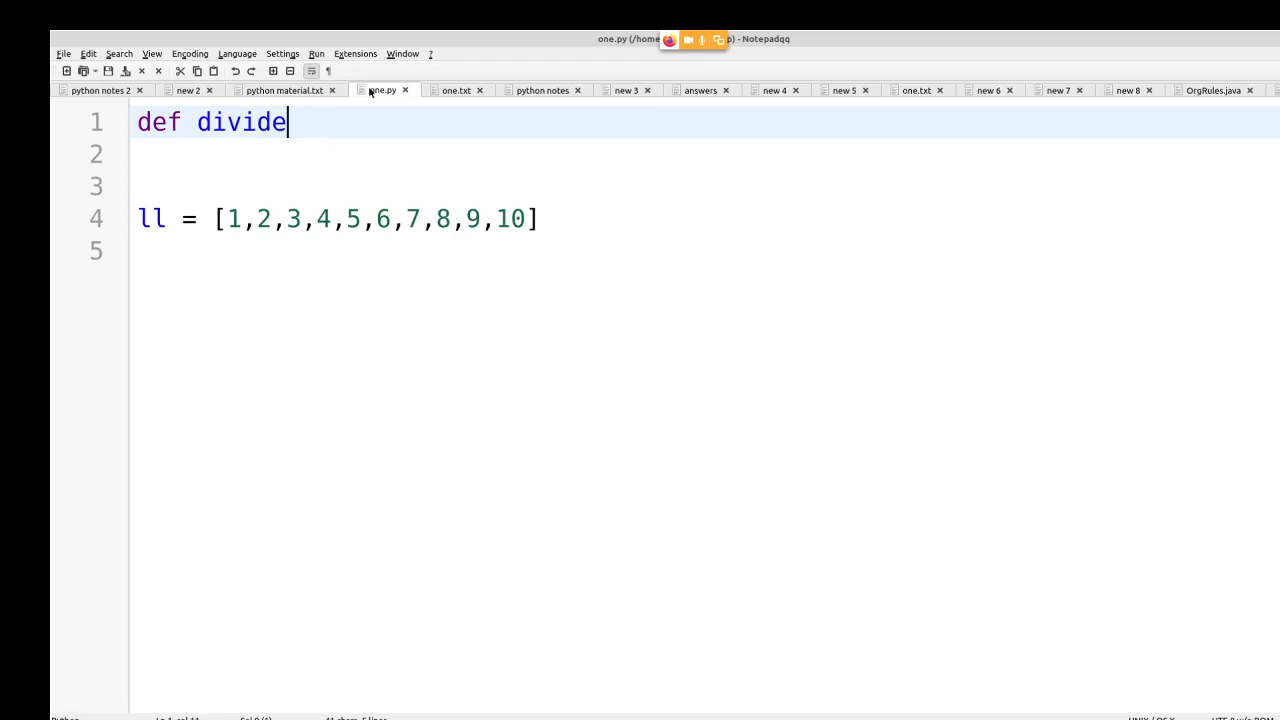 one.py (/home p) - Notepadqq
File Edit Search View Encoding Language Settings Run Extensions Window ?
python notes 2 new 2 python material.txt one.py one.txt python notes new 3 answers new 4 new 5 one.txt new 6 new 7 new 8 OrgRules.java
1 def divide
2
3
4 ll = [1,2,3,4,5,6,7,8,9,10]
5